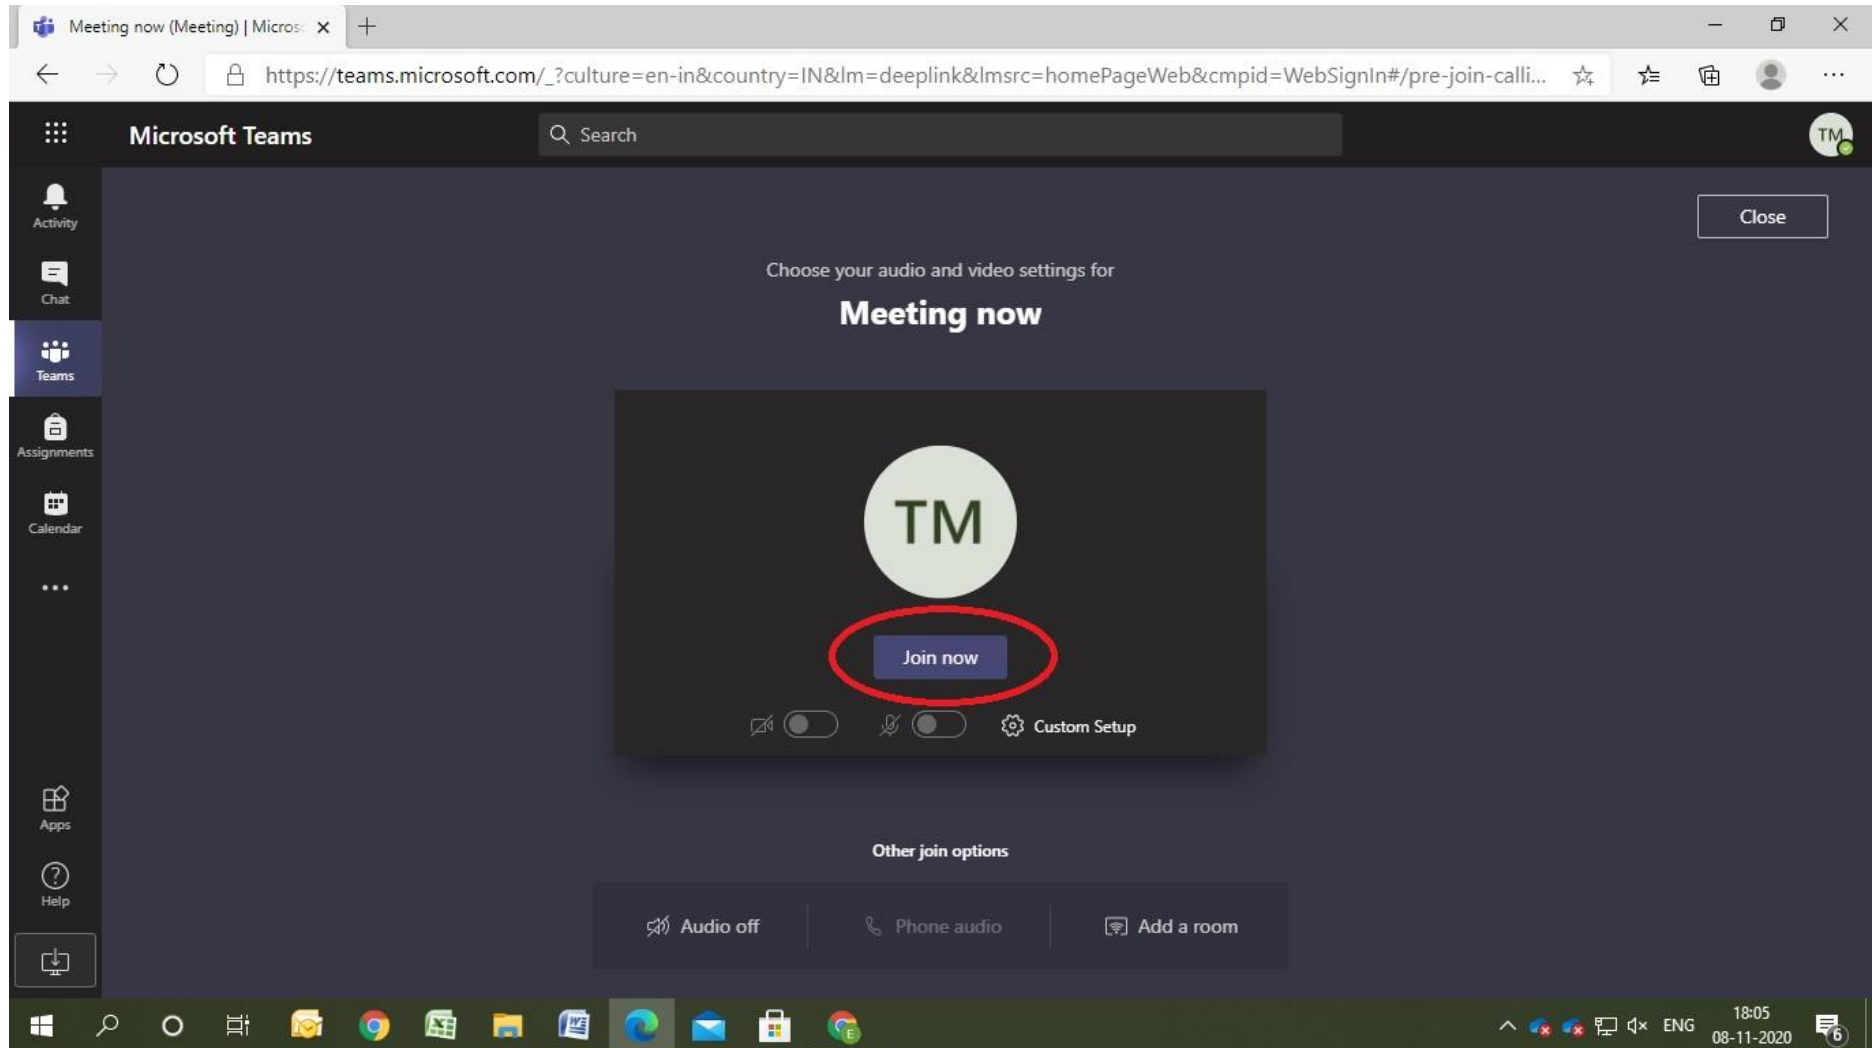 Meeting now (Meeting) | Micros
https://teams.microsoft.com/_?culture=en-in&country=IN&lm=deeplink&lmsrc=homePageWeb&cmpid=WebSignIn#/pre-join-calli...
Microsoft Teams
Search
TM
Activity
Chat
Teams
Assignments
Calendar
Apps
Help
Close
Choose your audio and video settings for
Meeting now
TM
Join now
Custom Setup
Other join options
Audio off
Phone audio
Add a room
ENG
18:05
08-11-2020
6